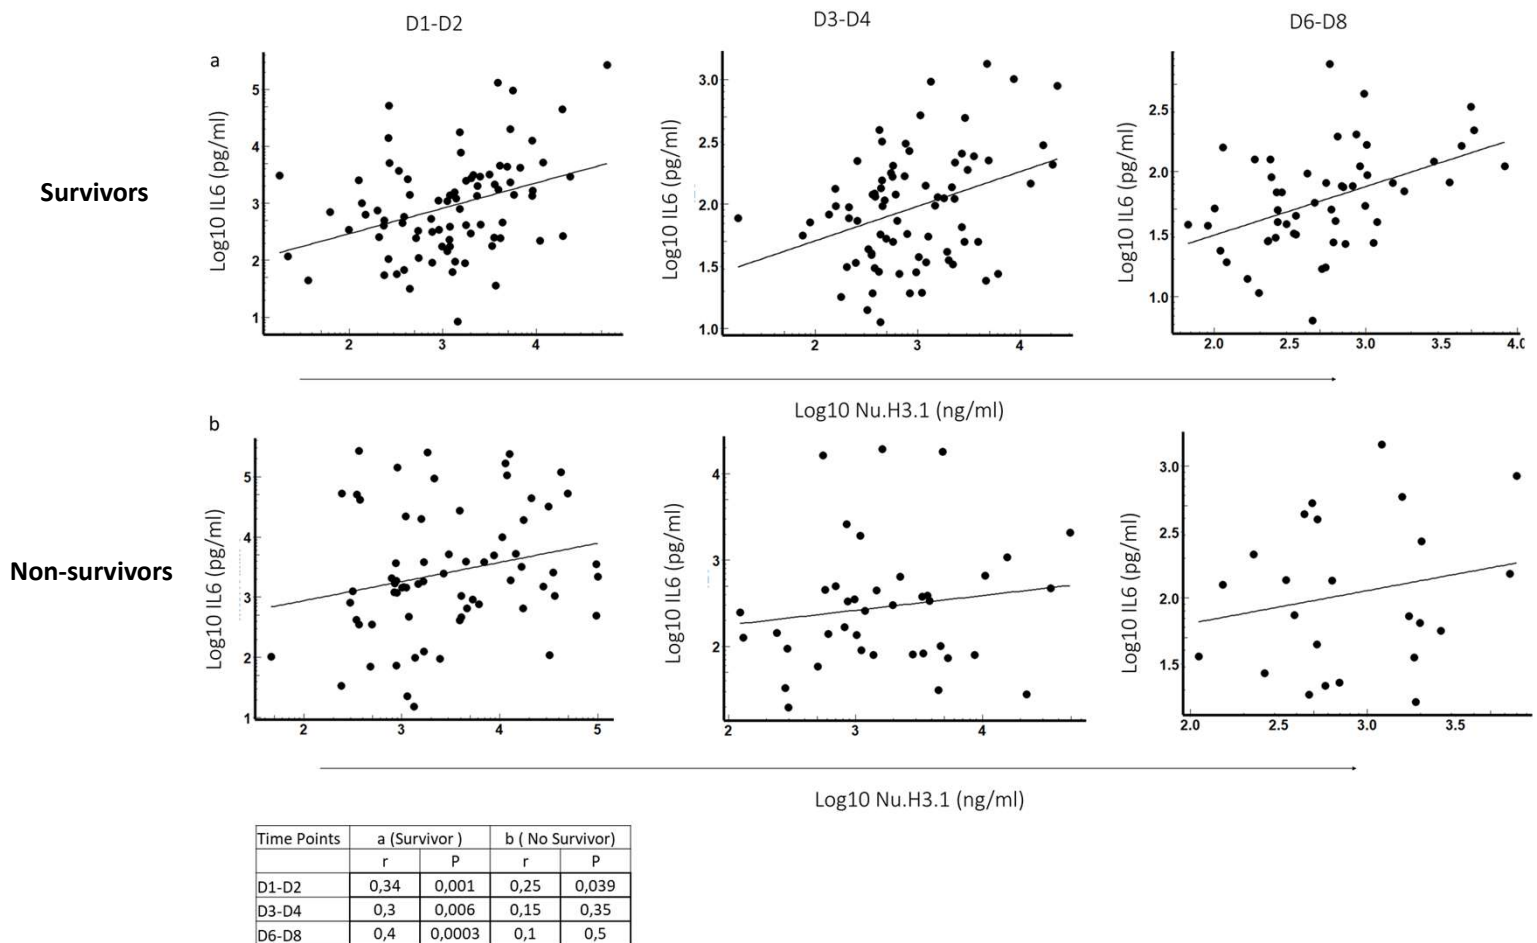 D1-D2
D3-D4
D6-D8
a
Survivors
Log10 IL6 (pg/ml)
5
4
3
2
1
2
3
4
Log10 IL6 (pg/ml)
3.0
2.5
2.0
1.5
1.0
2
3
4
Log10 IL6 (pg/ml)
2.5
2.0
1.5
1.0
2.0
2.5
3.0
3.5
4.0
Log10 Nu.H3.1 (ng/ml)
b
Non-survivors
Log10 IL6 (pg/ml)
5
4
3
2
1
2
3
4
5
Log10 IL6 (pg/ml)
4
3
2
2
3
4
Log10 IL6 (pg/ml)
3.0
2.5
2.0
1.5
2.0
2.5
3.0
3.5
Log10 Nu.H3.1 (ng/ml)
Time Points a (Survivor ) b ( No Survivor)
r P r P
D1-D2 0,34 0,001 0,25 0,039
D3-D4 0,3 0,006 0,15 0,35
D6-D8 0,4 0,0003 0,1 0,5